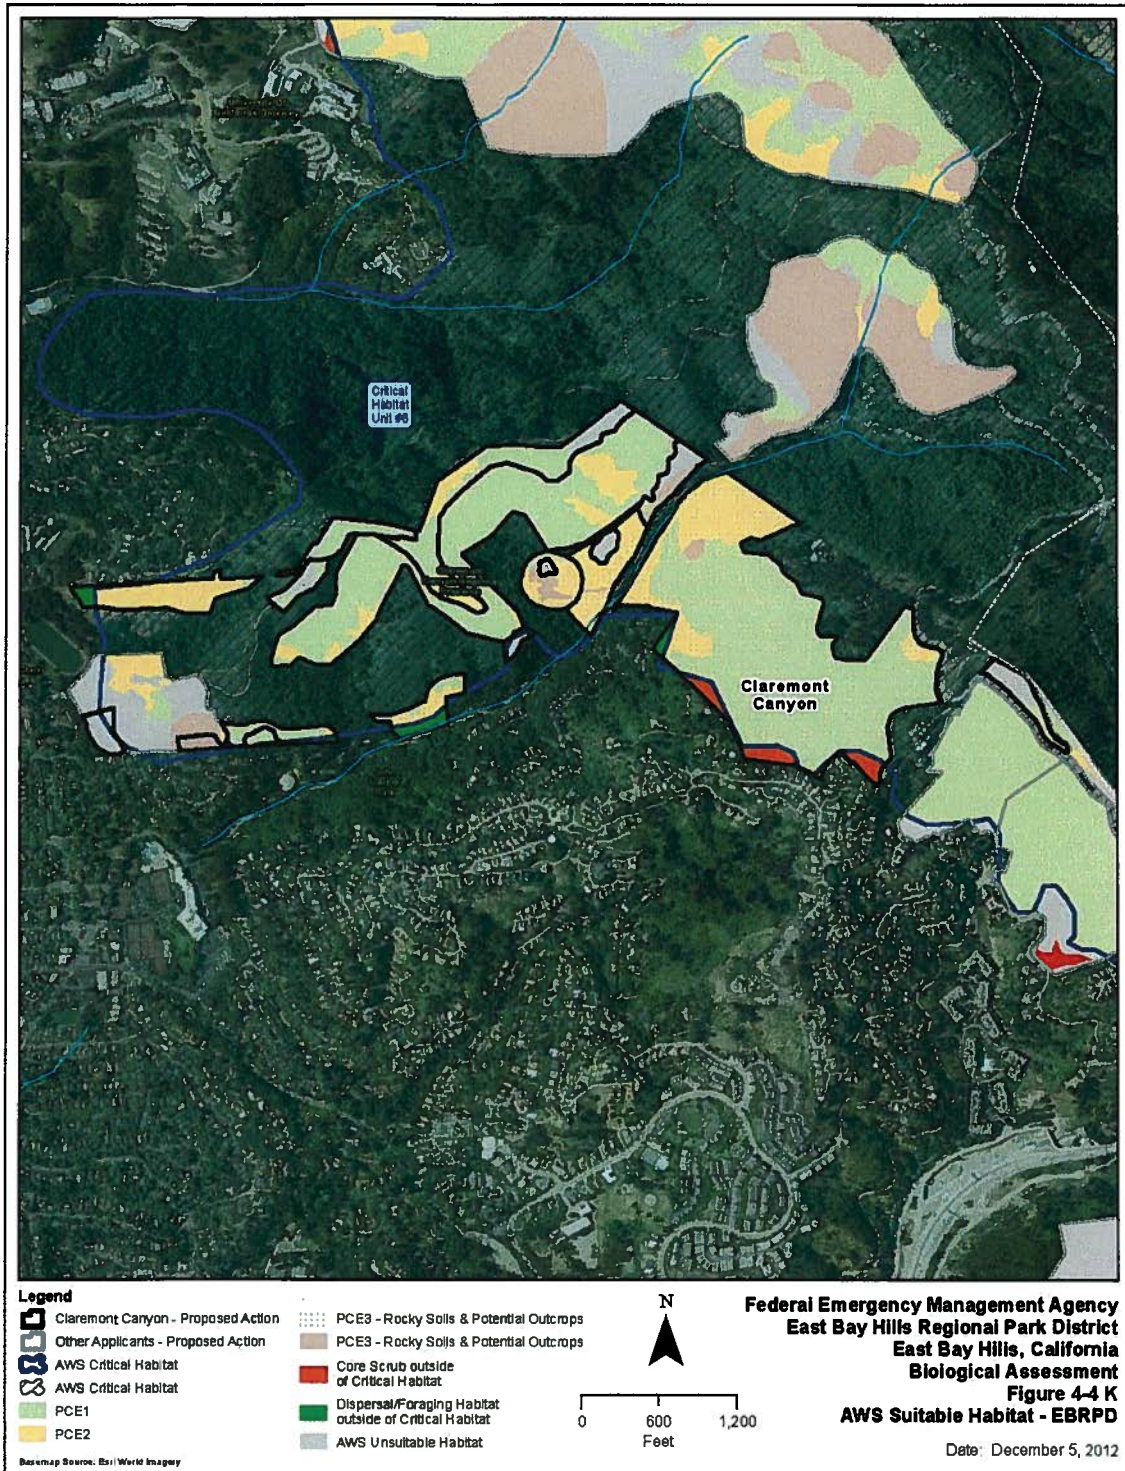 Critical
Habitat
Unit #6
Claremont
Canyon
Legend
Claremont Canyon - Proposed Action
Other Applicants - Proposed Action
AWS Critical Habitat
AWS Critical Habitat
PCE1
PCE2
Basemap Source: Esri World Imagery
PCE3 - Rocky Soils & Potential Outcrops
PCE3 - Rocky Soils & Potential Outcrops
Core Scrub outside
of Critical Habitat
Dispersal/Foraging Habitat
outside of Critical Habitat
AWS Unsuitable Habitat
N
0 600 1,200
Feet
Federal Emergency Management Agency
East Bay Hills Regional Park District
East Bay Hills, California
Biological Assessment
Figure 4-4 K
AWS Suitable Habitat - EBRPD
Date: December 5, 2012